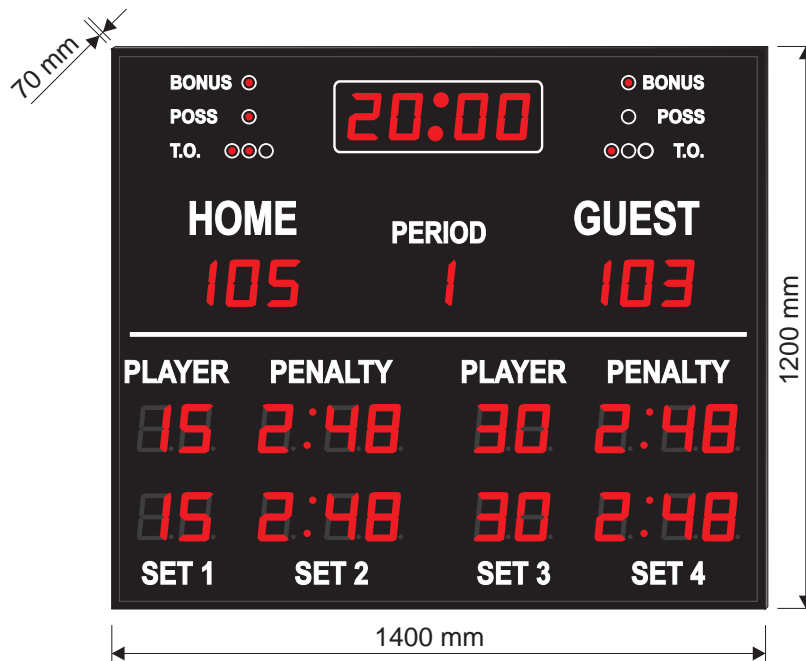 70 mm
BONUS 20:00 BONUS
POSS POSS
T.O. T.O.
HOME PERIOD GUEST
105 1 103
1200 mm
PLAYER PENALTY PLAYER PENALTY
15 2:48 30 2:48
15 2:48 30 2:48
SET 1 SET 2 SET 3 SET 4
1400 mm